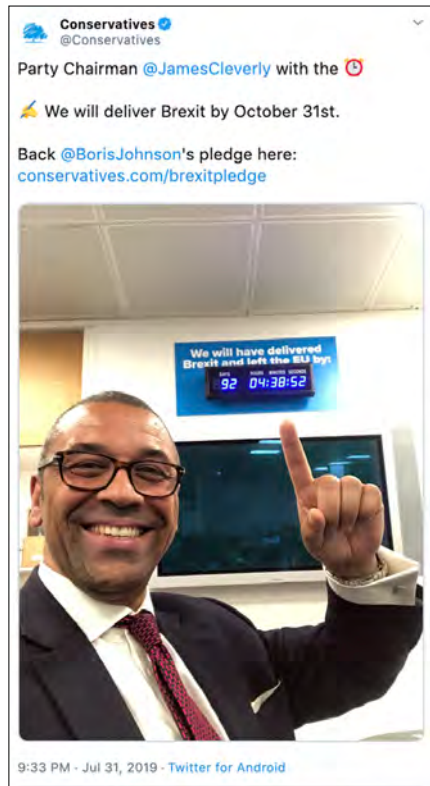 Conservatives
@Conservatives
Party Chairman @JamesCleverly with the ⏰
✍️ We will deliver Brexit by October 31st.
Back @BorisJohnson's pledge here:
conservatives.com/brexitpledge
We will have delivered
Brexit and left the EU by:
DAYS HOURS MINUTES SECONDS
92 04:38:52
9:33 PM · Jul 31, 2019 · Twitter for Android